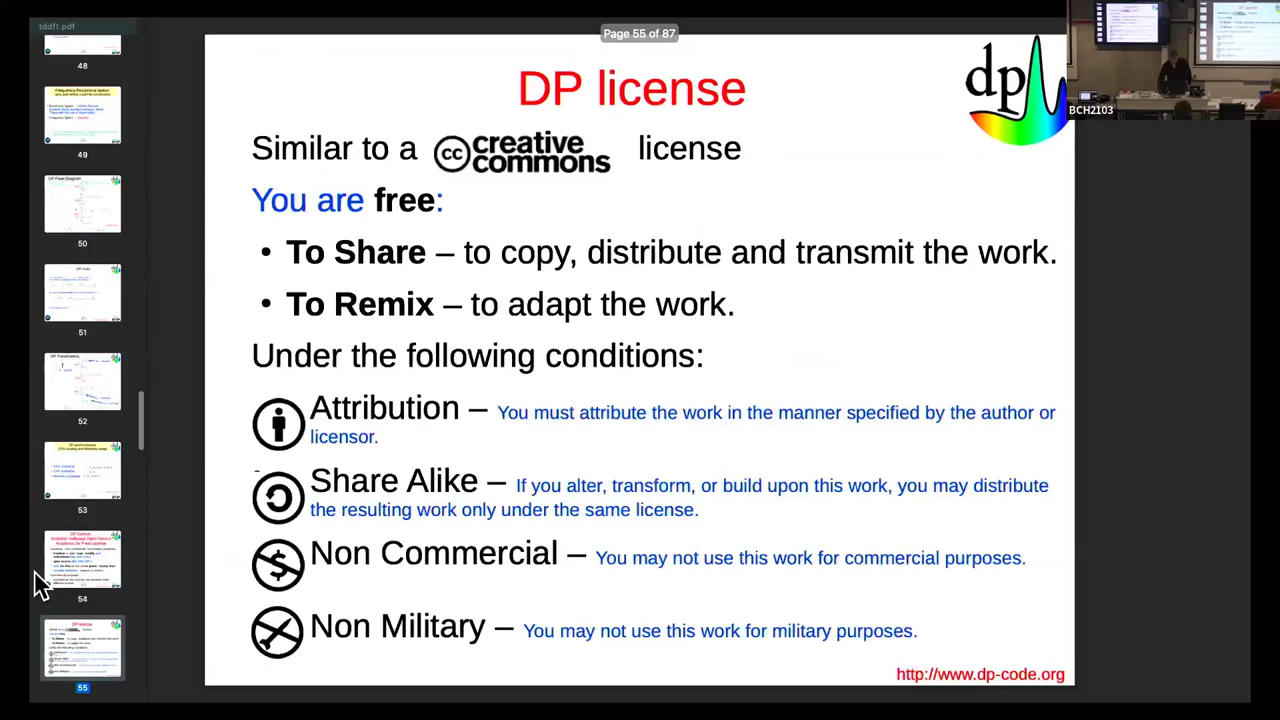 tddft.pdf
Page 55 of 87
BCH2103
48
49
50
51
52
53
54
55
DP license
dp
Similar to a cc creative commons license
You are free:
• To Share – to copy, distribute and transmit the work.
• To Remix – to adapt the work.
Under the following conditions:
Attribution – You must attribute the work in the manner specified by the author or
licensor.
Share Alike – If you alter, transform, or build upon this work, you may distribute
the resulting work only under the same license.
Non Commercial – You may not use this work for commercial purposes.
Non Military – You may not use this work for military purposes.
http://www.dp-code.org